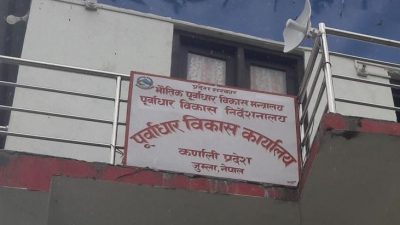 प्रदेश सरकार
भौतिक पूर्वाधार विकास मन्त्रालय
पूर्वाधार विकास निर्देशनालय
पूर्वाधार विकास कार्यालय
कर्णाली प्रदेश
जुम्ला, नेपाल